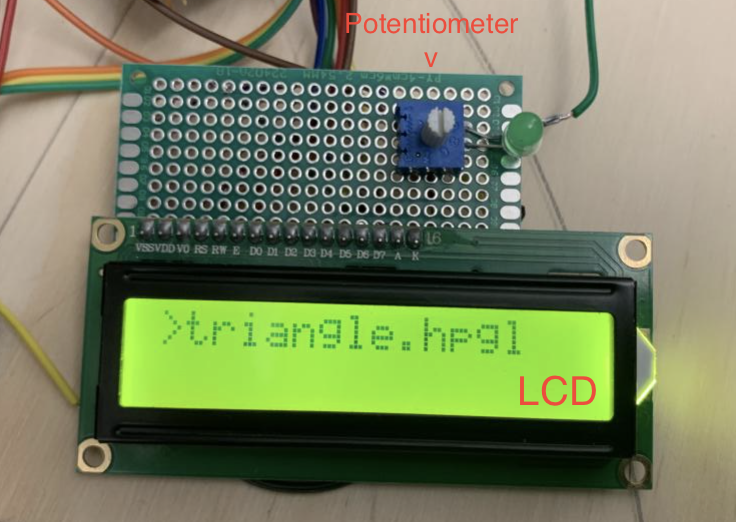 Potentiometer
v
1 16
VSS VDD V0 RS RW E D0 D1 D2 D3 D4 D5 D6 D7 A K
>triangle.hpgl
LCD